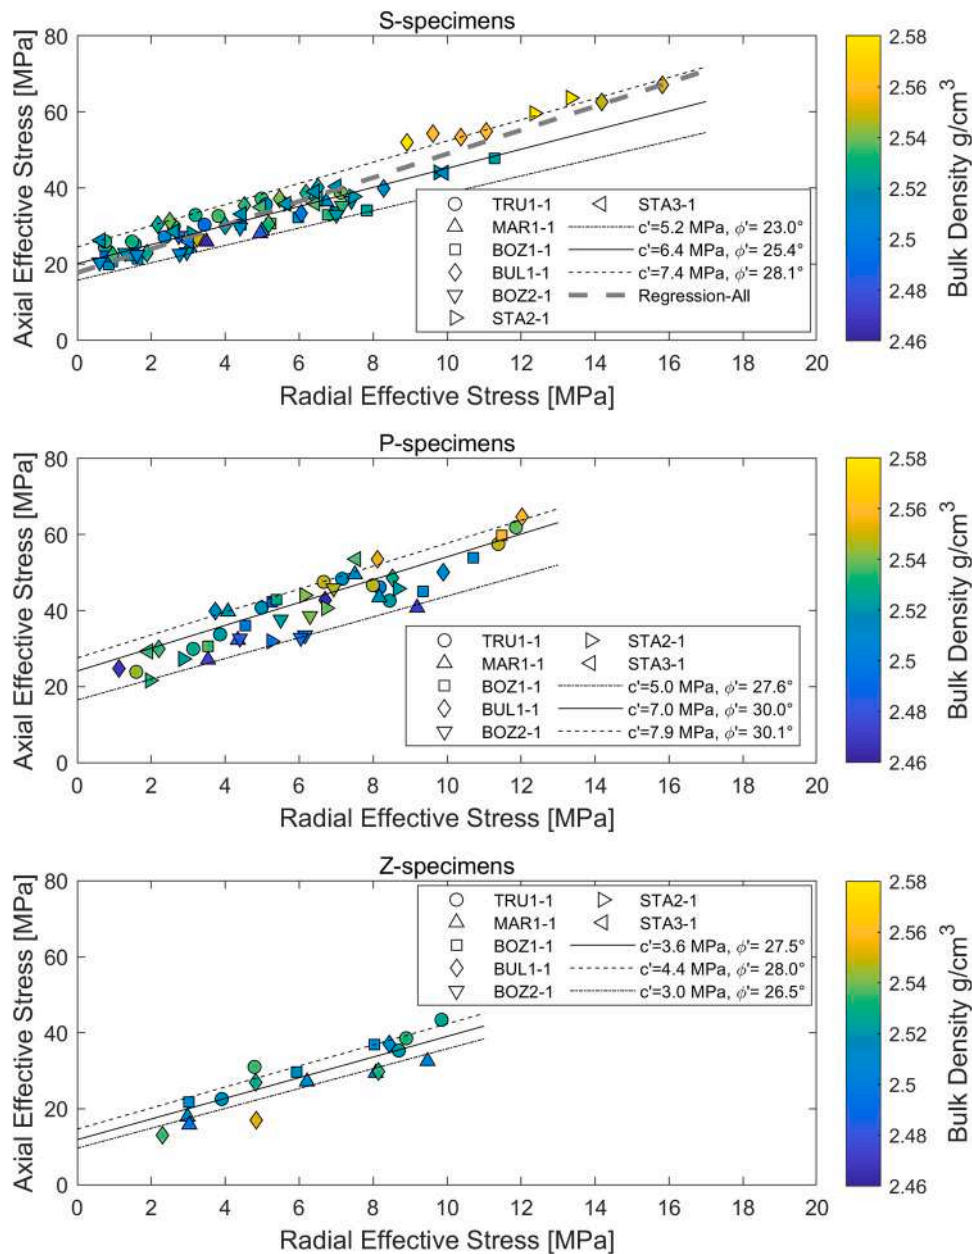 S-specimens
80
60
40
20
0
Axial Effective Stress [MPa]
0 2 4 6 8 10 12 14 16 18 20
Radial Effective Stress [MPa]
TRU1-1
MAR1-1
BOZ1-1
BUL1-1
BOZ2-1
STA2-1
STA3-1
c'=5.2 MPa, ϕ'= 23.0°
c'=6.4 MPa, ϕ'= 25.4°
c'=7.4 MPa, ϕ'= 28.1°
Regression-All
2.58
2.56
2.54
2.52
2.5
2.48
2.46
Bulk Density g/cm³
P-specimens
80
60
40
20
0
Axial Effective Stress [MPa]
0 2 4 6 8 10 12 14 16 18 20
Radial Effective Stress [MPa]
TRU1-1
MAR1-1
BOZ1-1
BUL1-1
BOZ2-1
STA2-1
STA3-1
c'=5.0 MPa, ϕ'= 27.6°
c'=7.0 MPa, ϕ'= 30.0°
c'=7.9 MPa, ϕ'= 30.1°
2.58
2.56
2.54
2.52
2.5
2.48
2.46
Bulk Density g/cm³
Z-specimens
80
60
40
20
0
Axial Effective Stress [MPa]
0 2 4 6 8 10 12 14 16 18 20
Radial Effective Stress [MPa]
TRU1-1
MAR1-1
BOZ1-1
BUL1-1
BOZ2-1
STA2-1
STA3-1
c'=3.6 MPa, ϕ'= 27.5°
c'=4.4 MPa, ϕ'= 28.0°
c'=3.0 MPa, ϕ'= 26.5°
2.58
2.56
2.54
2.52
2.5
2.48
2.46
Bulk Density g/cm³